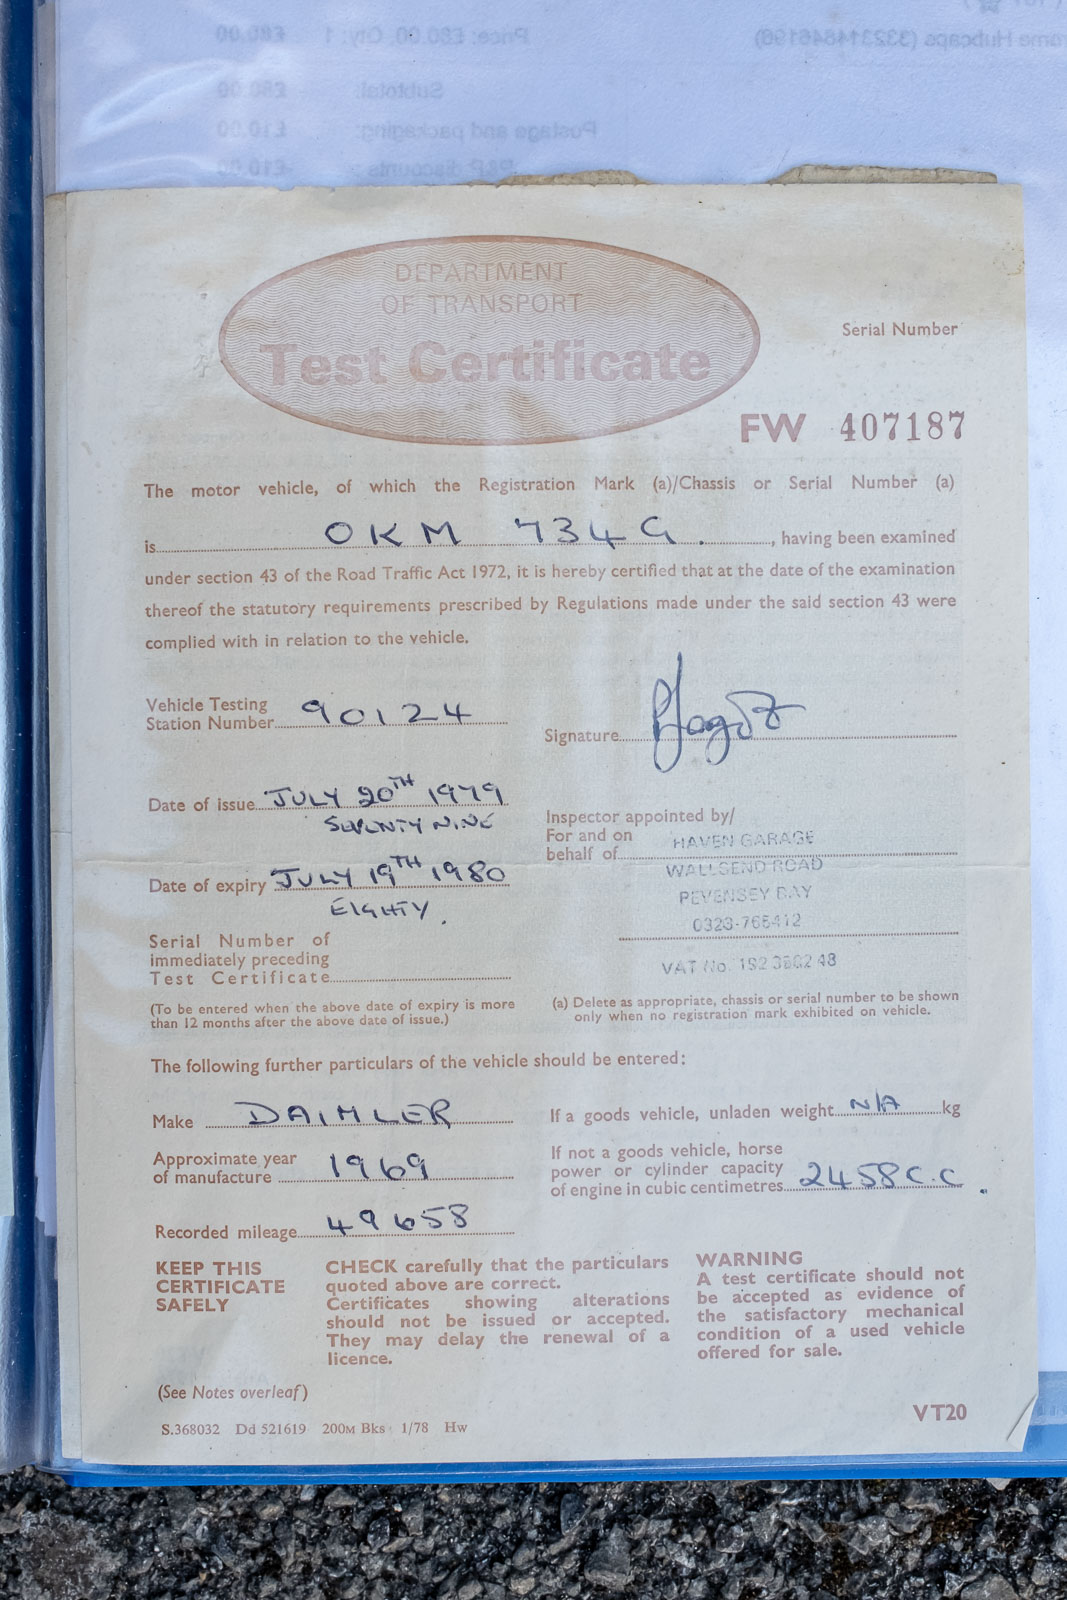 DEPARTMENT
OF TRANSPORT
Test Certificate
Serial Number
FW 407187
The motor vehicle, of which the Registration Mark (a)/Chassis or Serial Number (a)
is OKM 734G. , having been examined
under section 43 of the Road Traffic Act 1972, it is hereby certified that at the date of the examination
thereof the statutory requirements prescribed by Regulations made under the said section 43 were
complied with in relation to the vehicle.
Vehicle Testing
Station Number 90124
Signature
Date of issue JULY 20TH 1979
SEVENTY NINE
Date of expiry JULY 19TH 1980
EIGHTY.
Inspector appointed by/
For and on
behalf of HAVEN GARAGE
WALLSEND ROAD
PEVENSEY BAY
VAT No.
Serial Number of
immediately preceding
Test Certificate
(To be entered when the above date of expiry is more
than 12 months after the above date of issue.)
(a) Delete as appropriate, chassis or serial number to be shown
only when no registration mark exhibited on vehicle.
The following further particulars of the vehicle should be entered:
Make DAIMLER
If a goods vehicle, unladen weight N/A kg
Approximate year
of manufacture 1969
If not a goods vehicle, horse
power or cylinder capacity
of engine in cubic centimetres 2458 C.C.
Recorded mileage 49658
KEEP THIS
CERTIFICATE
SAFELY
CHECK carefully that the particulars
quoted above are correct.
Certificates showing alterations
should not be issued or accepted.
They may delay the renewal of a
licence.
WARNING
A test certificate should not
be accepted as evidence of
the satisfactory mechanical
condition of a used vehicle
offered for sale.
(See Notes overleaf)
S.368032 Dd 521619 200M Bks 1/78 Hw
VT20